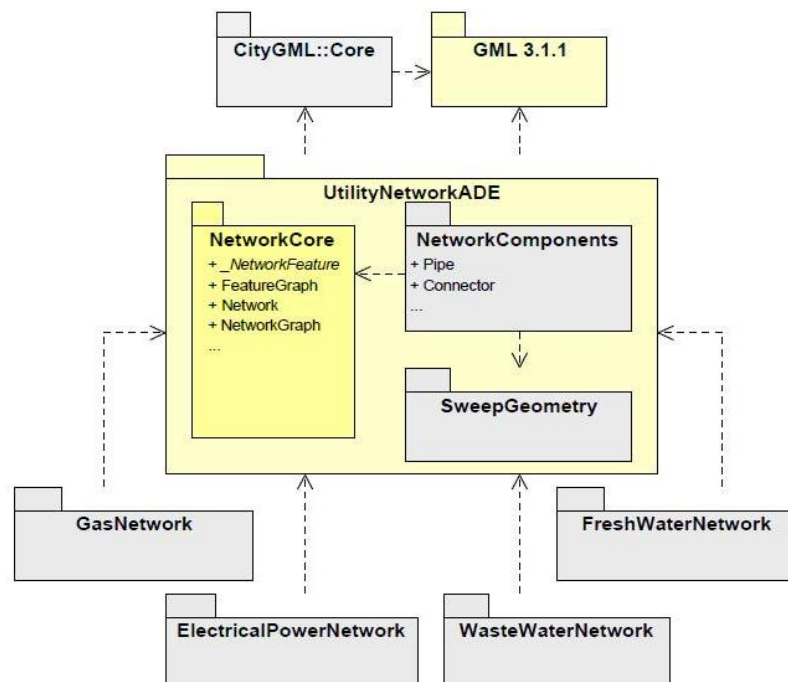 CityGML::Core
GML 3.1.1
UtilityNetworkADE
NetworkCore
+ _NetworkFeature
+ FeatureGraph
+ Network
+ NetworkGraph
...
NetworkComponents
+ Pipe
+ Connector
...
SweepGeometry
GasNetwork
FreshWaterNetwork
ElectricalPowerNetwork
WasteWaterNetwork